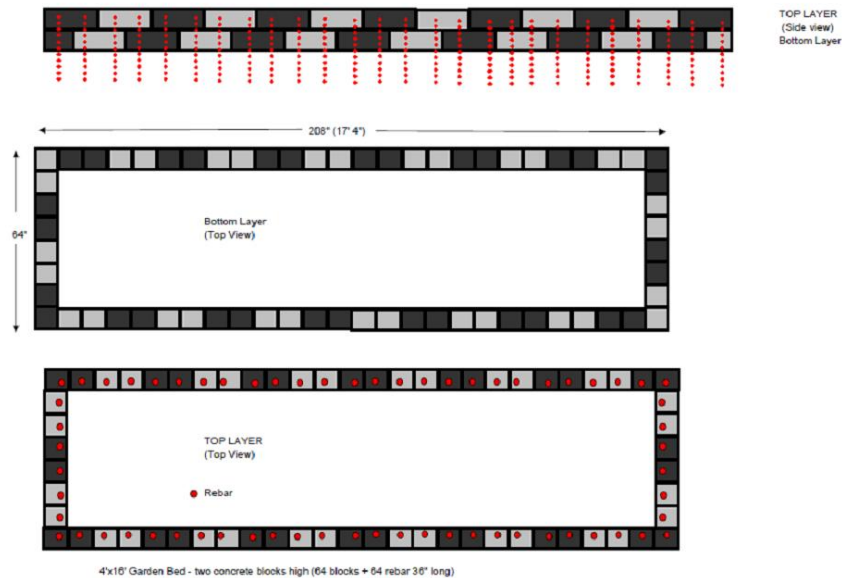 TOP LAYER
(Side view)
Bottom Layer
208" (17' 4")
64"
Bottom Layer
(Top View)
TOP LAYER
(Top View)
Rebar
4'x16' Garden Bed - two concrete blocks high (64 blocks + 64 rebar 36" long)